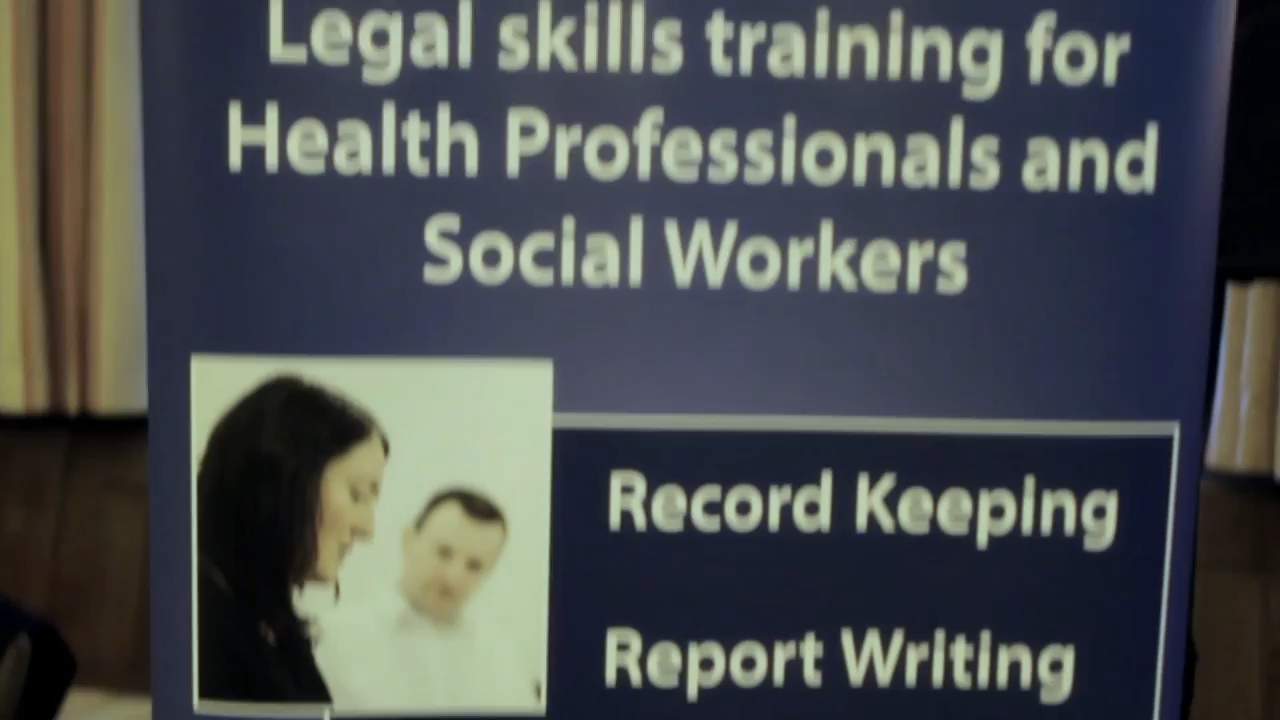 Legal skills training for
Health Professionals and
Social Workers
Record Keeping
Report Writing